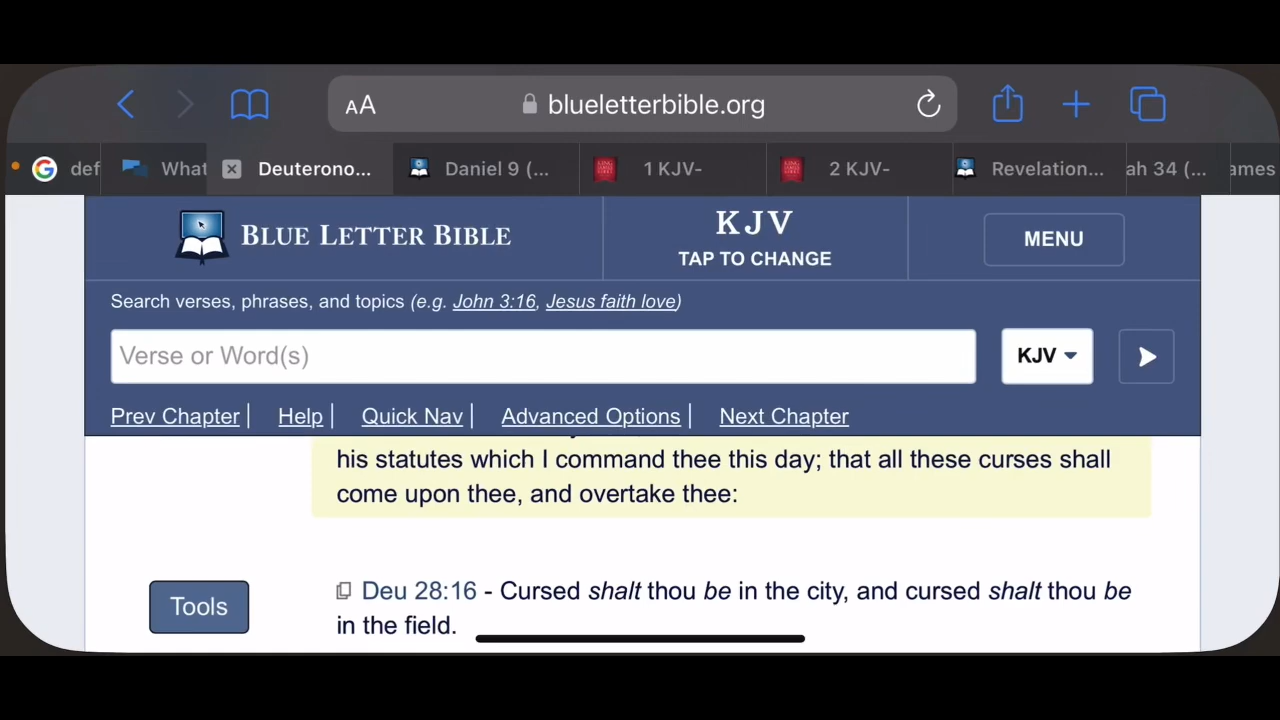 AA blueletterbible.org
def What Deuterono... Daniel 9 (... 1 KJV- 2 KJV- Revelation... ah 34 (... ames
BLUE LETTER BIBLE
KJV
TAP TO CHANGE
MENU
Search verses, phrases, and topics (e.g. John 3:16, Jesus faith love)
Verse or Word(s)
KJV
Prev Chapter | Help | Quick Nav | Advanced Options | Next Chapter
his statutes which I command thee this day; that all these curses shall
come upon thee, and overtake thee:
Tools
Deu 28:16 - Cursed shalt thou be in the city, and cursed shalt thou be
in the field.